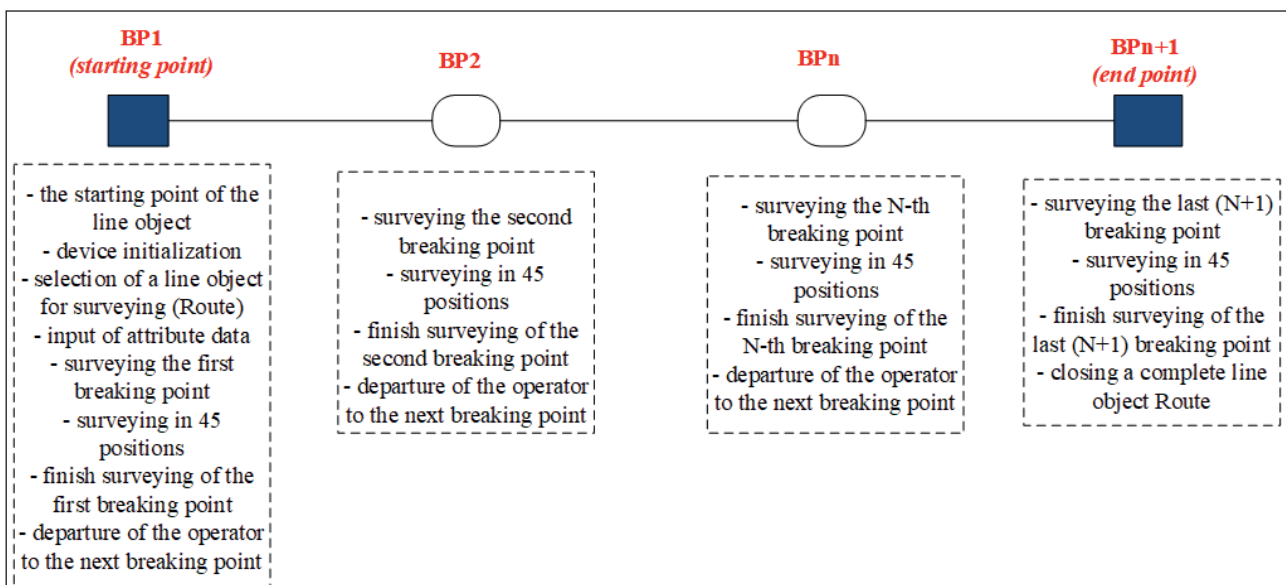 BP1
(starting point)
BP2
BPn
BPn+1
(end point)
- the starting point of the
line object
- device initialization
- selection of a line object
for surveying (Route)
- input of attribute data
- surveying the first
breaking point
- surveying in 45
positions
- finish surveying of the
first breaking point
- departure of the operator
to the next breaking point
- surveying the second
breaking point
- surveying in 45
positions
- finish surveying of the
second breaking point
- departure of the operator
to the next breaking point
- surveying the N-th
breaking point
- surveying in 45
positions
- finish surveying of the
N-th breaking point
- departure of the operator
to the next breaking point
- surveying the last (N+1)
breaking point
- surveying in 45
positions
- finish surveying of the
last (N+1) breaking point
- closing a complete line
object Route